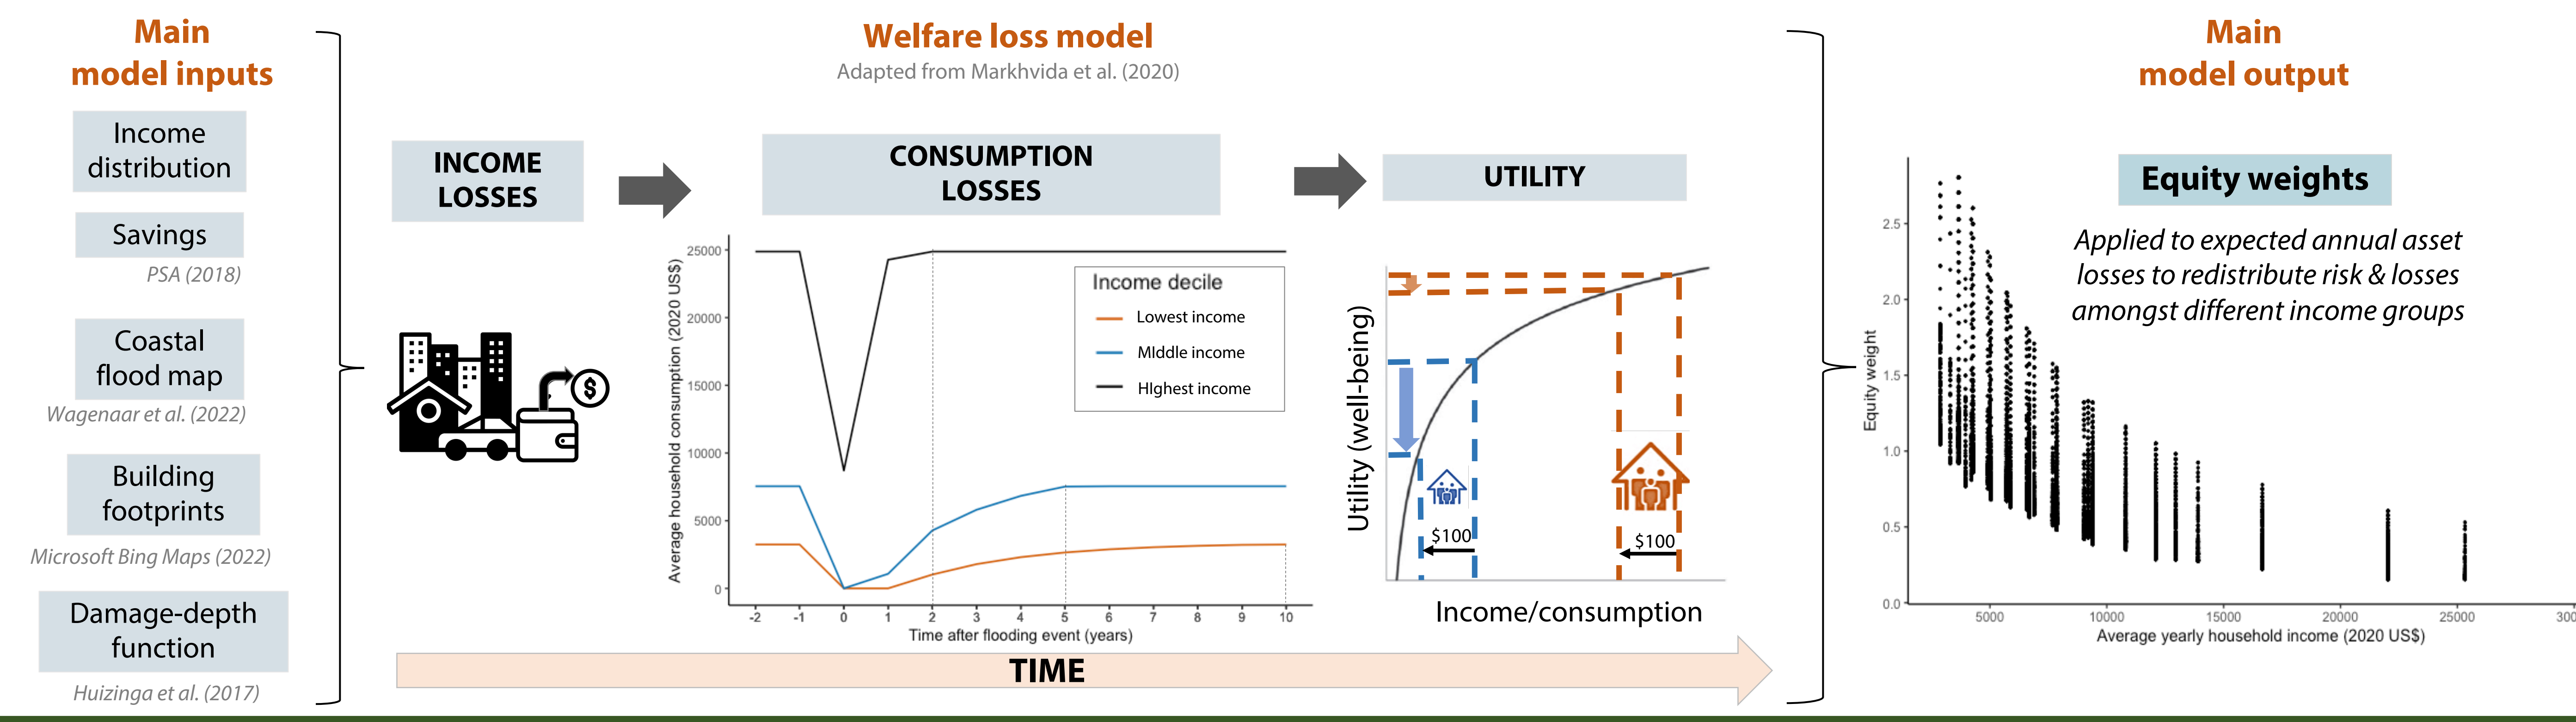 Main
model inputs
Income
distribution
Savings
PSA (2018)
Coastal
flood map
Wagenaar et al. (2022)
Building
footprints
Microsoft Bing Maps (2022)
Damage-depth
function
Huizinga et al. (2017)
Welfare loss model
Adapted from Markhvida et al. (2020)
INCOME
LOSSES
$
CONSUMPTION
LOSSES
Average household consumption (2020 US$)
25000
20000
15000
10000
5000
0
-2 -1 0 1 2 3 4 5 6 7 8 9 10
Time after flooding event (years)
Income decile
Lowest income
MIddle income
HIghest income
UTILITY
Utility (well-being)
$100
$100
Income/consumption
TIME
Main
model output
Equity weights
Applied to expected annual asset
losses to redistribute risk & losses
amongst different income groups
Equity weight
2.5
2.0
1.5
1.0
0.5
0.0
5000 10000 15000 20000 25000 300
Average yearly household income (2020 US$)